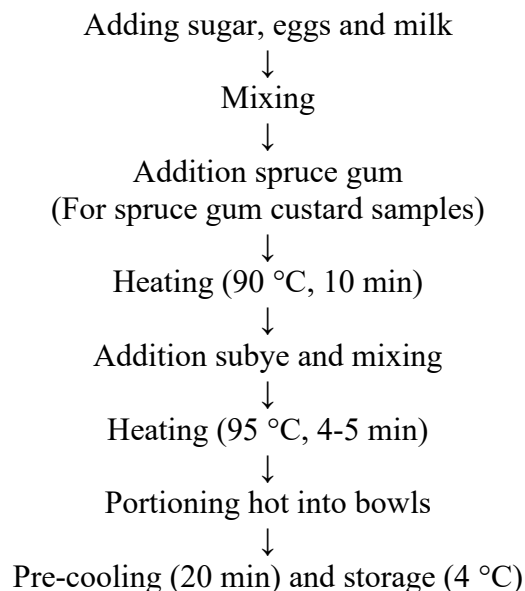 Adding sugar, eggs and milk
↓
Mixing
↓
Addition spruce gum
(For spruce gum custard samples)
↓
Heating (90 °C, 10 min)
↓
Addition subye and mixing
↓
Heating (95 °C, 4-5 min)
↓
Portioning hot into bowls
↓
Pre-cooling (20 min) and storage (4 °C)